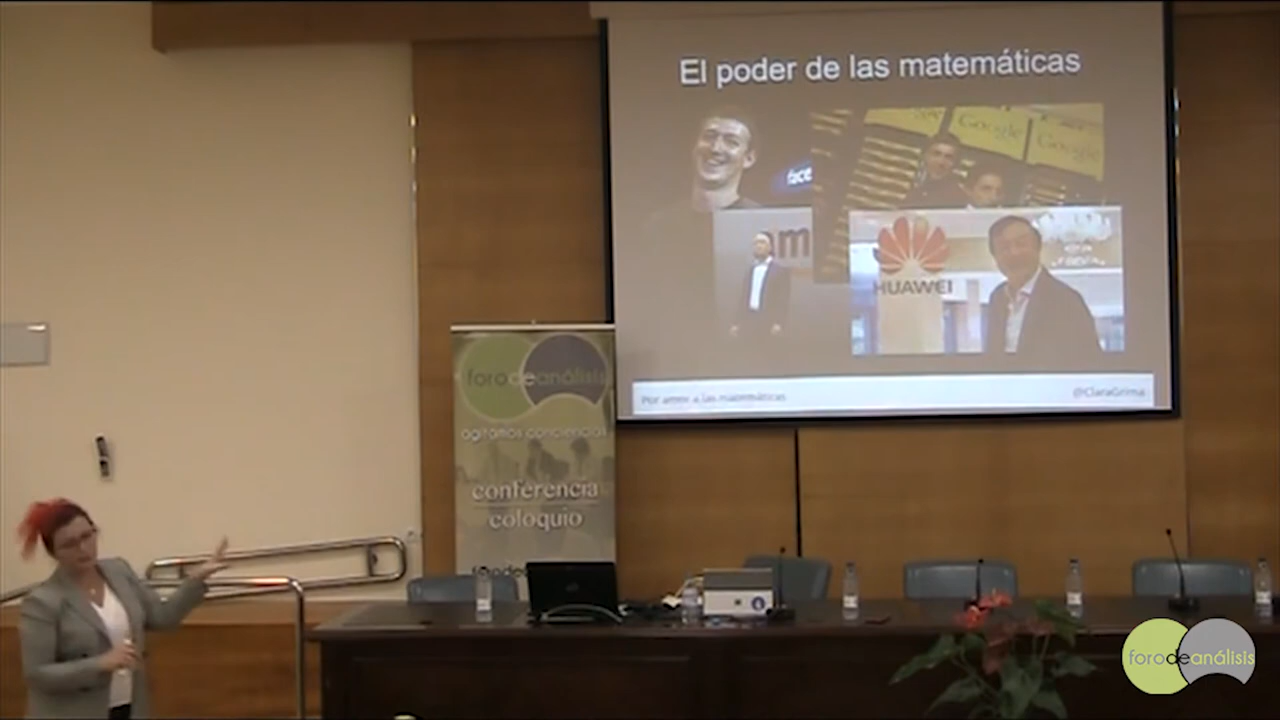 El poder de las matemáticas
Google
Google
face
m
HUAWEI
Por amor a las matemáticas
@ClaraGrima
forodeanálisis
agitamos conciencias
conferencia
coloquio
forodeanálisis